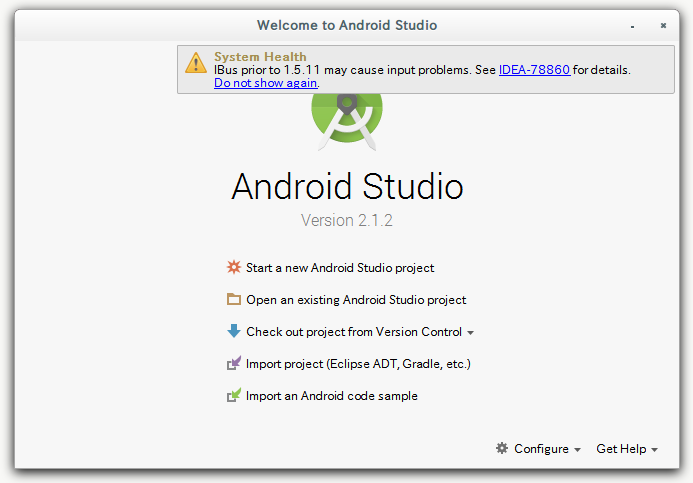 Welcome to Android Studio
System Health
IBus prior to 1.5.11 may cause input problems. See IDEA-78860 for details.
Do not show again.
Android Studio
Version 2.1.2
Start a new Android Studio project
Open an existing Android Studio project
Check out project from Version Control
Import project (Eclipse ADT, Gradle, etc.)
Import an Android code sample
Configure Get Help